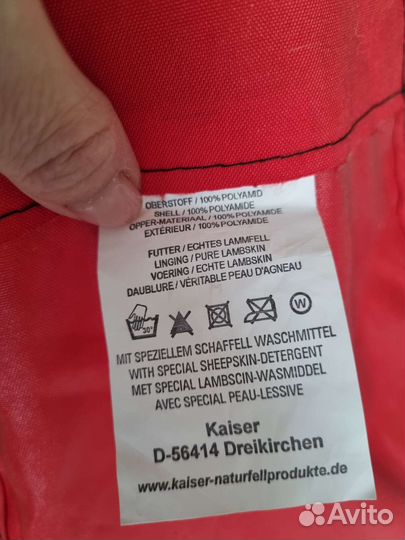 OBERSTOFF / 100% POLYAMID
SHELL / 100% POLYAMIDE
OPPER-MATERIAAL / 100% POLYAMIDE
EXTÉRIEUR / 100% POLYAMIDE
FUTTER / ECHTES LAMMFELL
LINGING / PURE LAMBSKIN
VOERING / ECHTE LAMBSKIN
DAUBLURE / VÉRITABLE PEAU D'AGNEAU
30°
W
MIT SPEZIELLEM SCHAFFELL WASCHMITTEL
WITH SPECIAL SHEEPSKIN-DETERGENT
MET SPECIAL LAMBSCIN-WASMIDDEL
AVEC SPECIAL PEAU-LESSIVE
Kaiser
D-56414 Dreikirchen
www.kaiser-naturfellprodukte.de
Avito